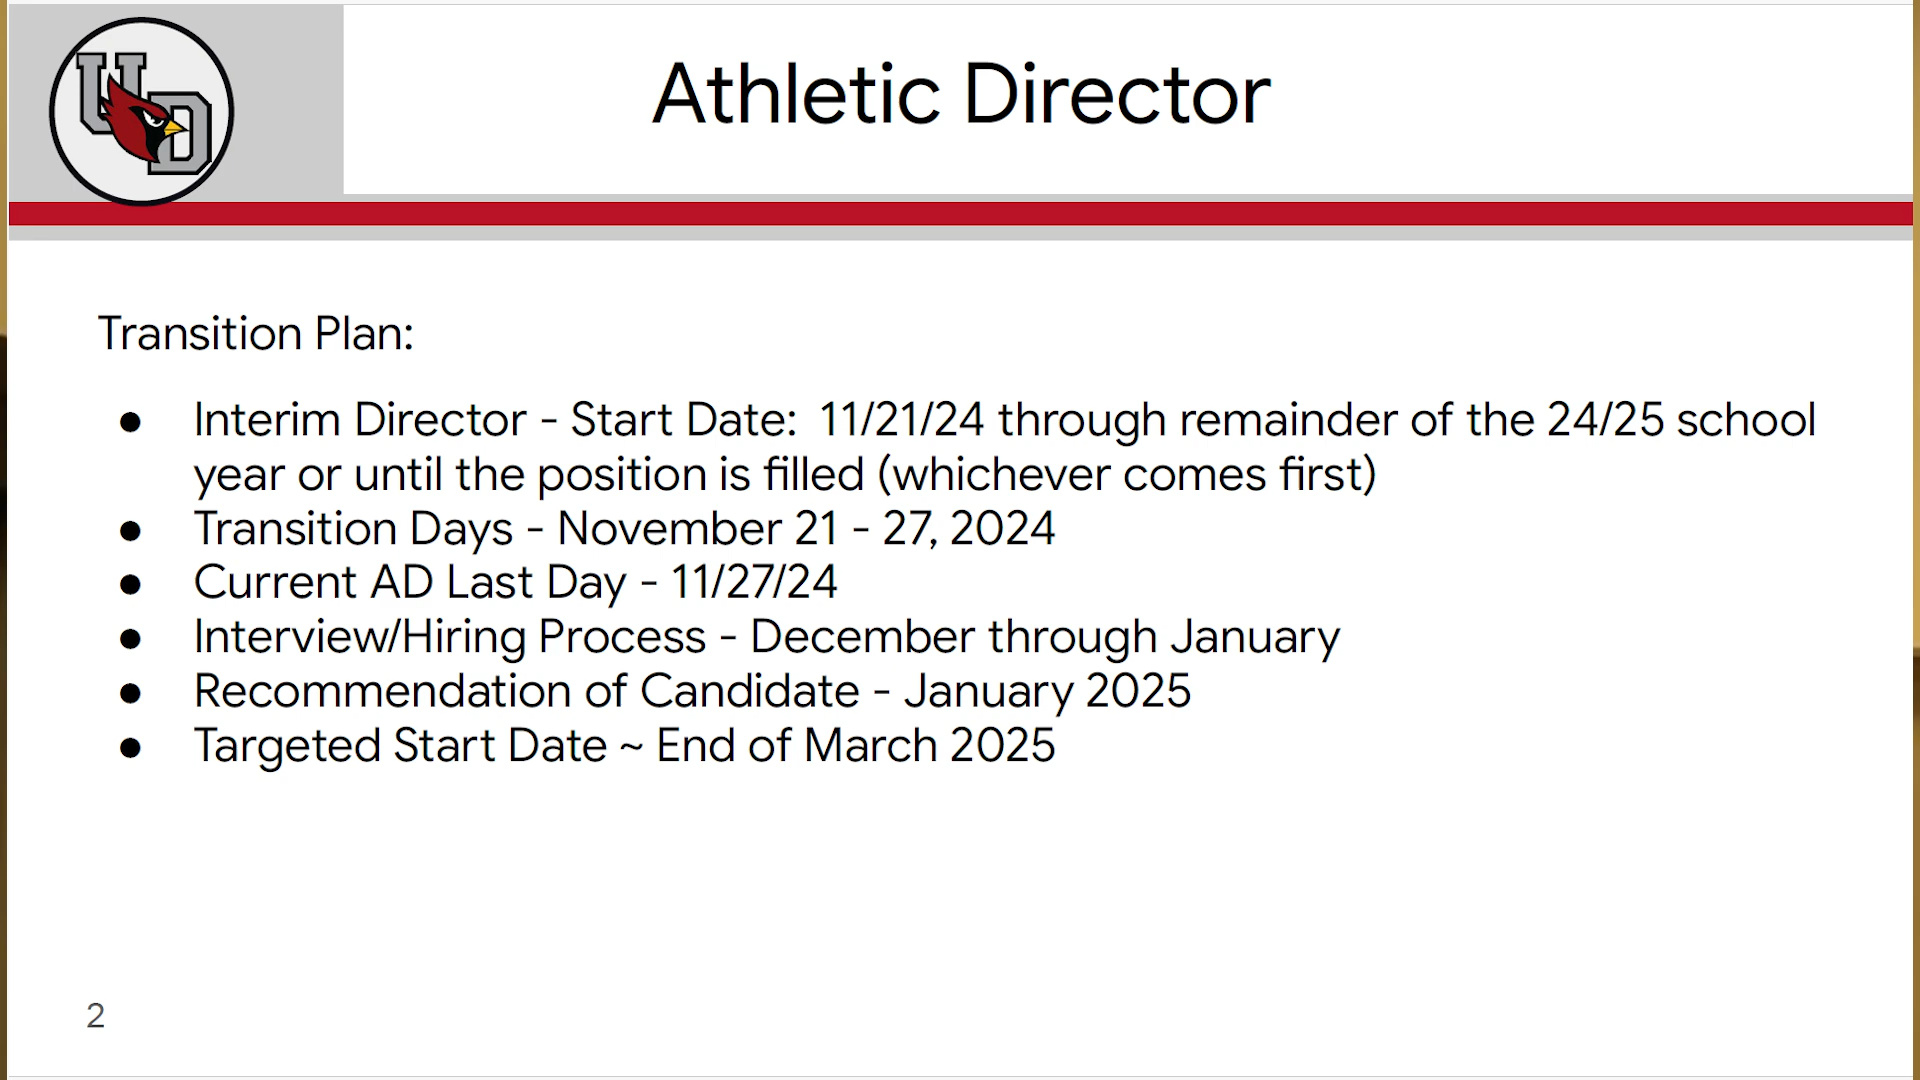 UD
Athletic Director
Transition Plan:
● Interim Director - Start Date:  11/21/24 through remainder of the 24/25 school
year or until the position is filled (whichever comes first)
● Transition Days - November 21 - 27, 2024
● Current AD Last Day - 11/27/24
● Interview/Hiring Process - December through January
● Recommendation of Candidate - January 2025
● Targeted Start Date ~ End of March 2025
2